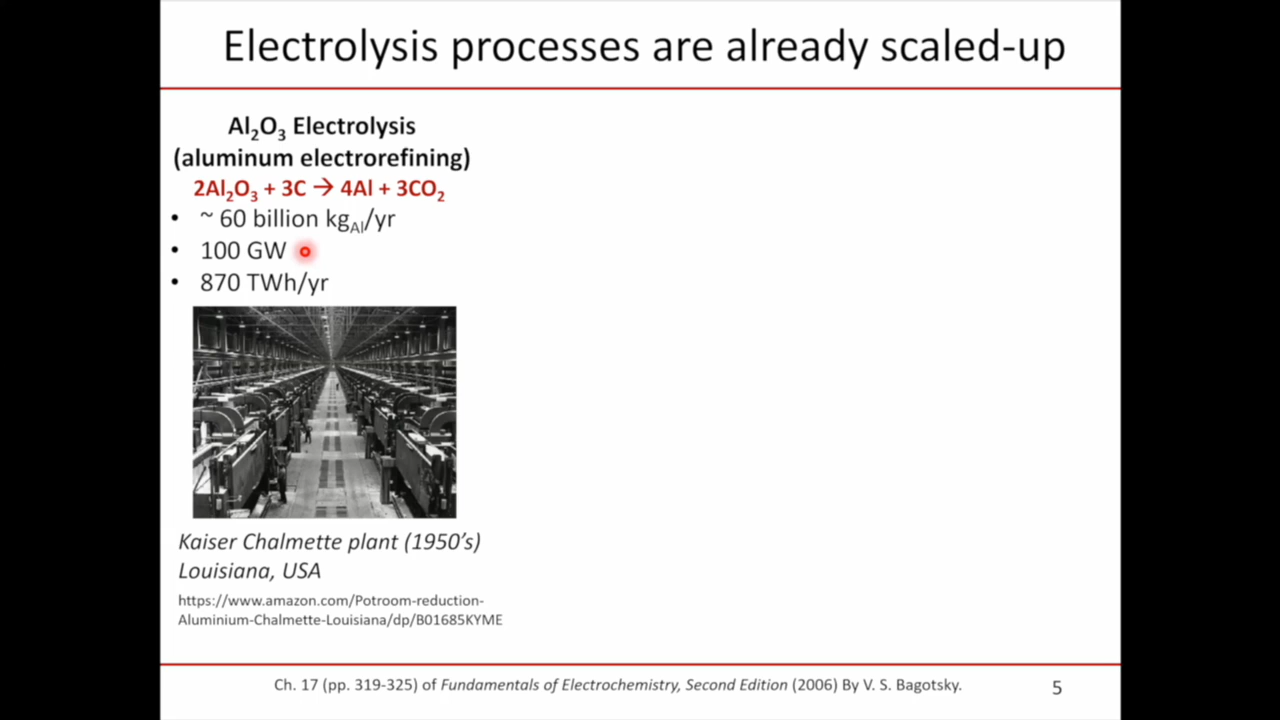 Electrolysis processes are already scaled-up
Al₂O₃ Electrolysis
(aluminum electrorefining)
2Al₂O₃ + 3C → 4Al + 3CO₂
• ~ 60 billion kg_Al/yr
• 100 GW
• 870 TWh/yr
Kaiser Chalmette plant (1950's)
Louisiana, USA
https://www.amazon.com/Potroom-reduction-
Aluminium-Chalmette-Louisiana/dp/B01685KYME
Ch. 17 (pp. 319-325) of Fundamentals of Electrochemistry, Second Edition (2006) By V. S. Bagotsky.
5